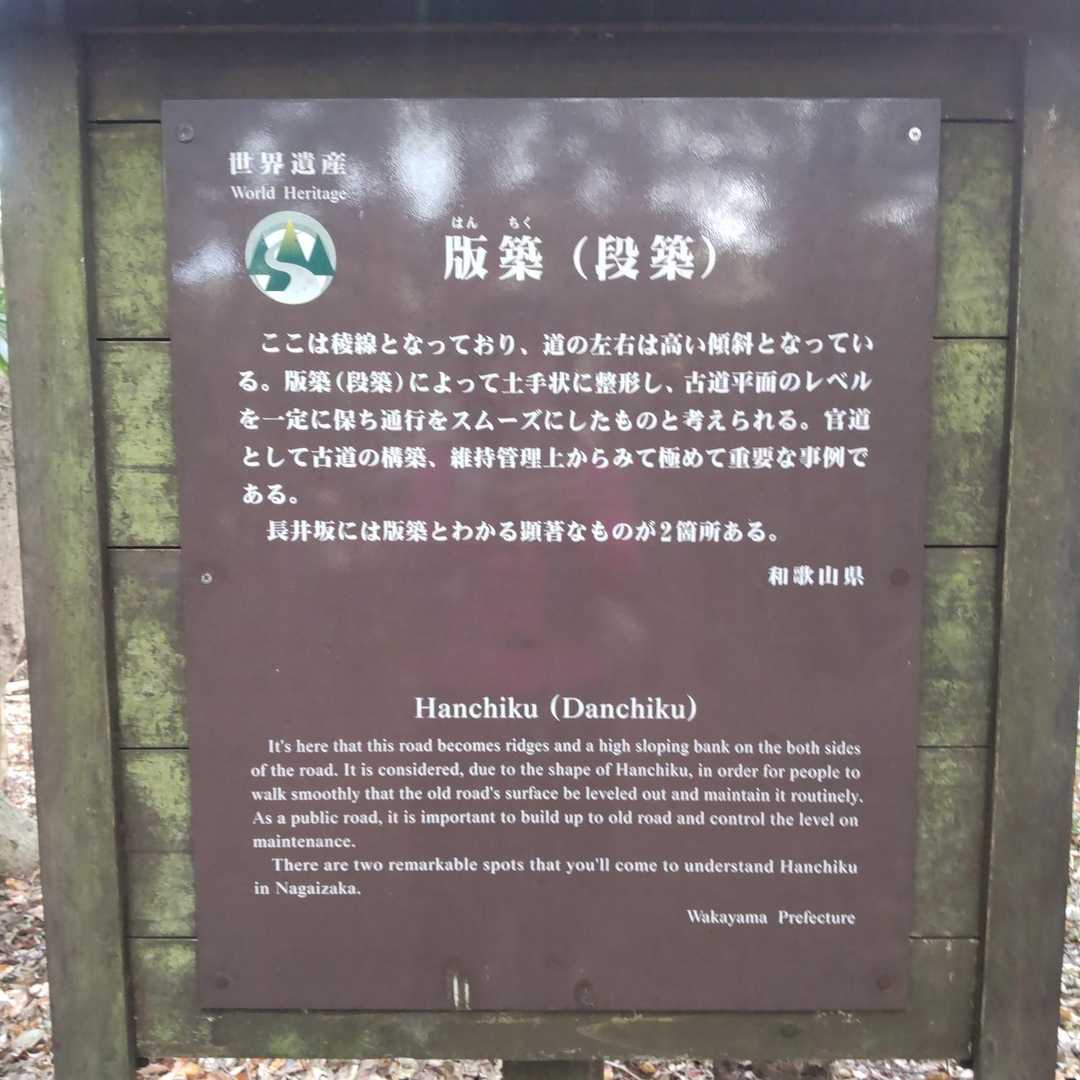 世界遺産
World Heritage
はん ちく
版築（段築）
ここは稜線となっており、道の左右は高い傾斜となってい
る。版築（段築）によって土手状に整形し、古道平面のレベル
を一定に保ち通行をスムーズにしたものと考えられる。官道
として古道の構築、維持管理上からみて極めて重要な事例で
ある。
長井坂には版築とわかる顕著なものが2箇所ある。
和歌山県
Hanchiku (Danchiku)
It's here that this road becomes ridges and a high sloping bank on the both sides
of the road. It is considered, due to the shape of Hanchiku, in order for people to
walk smoothly that the old road's surface be leveled out and maintain it routinely.
As a public road, it is important to build up to old road and control the level on
maintenance.
There are two remarkable spots that you'll come to understand Hanchiku
in Nagaizaka.
Wakayama Prefecture